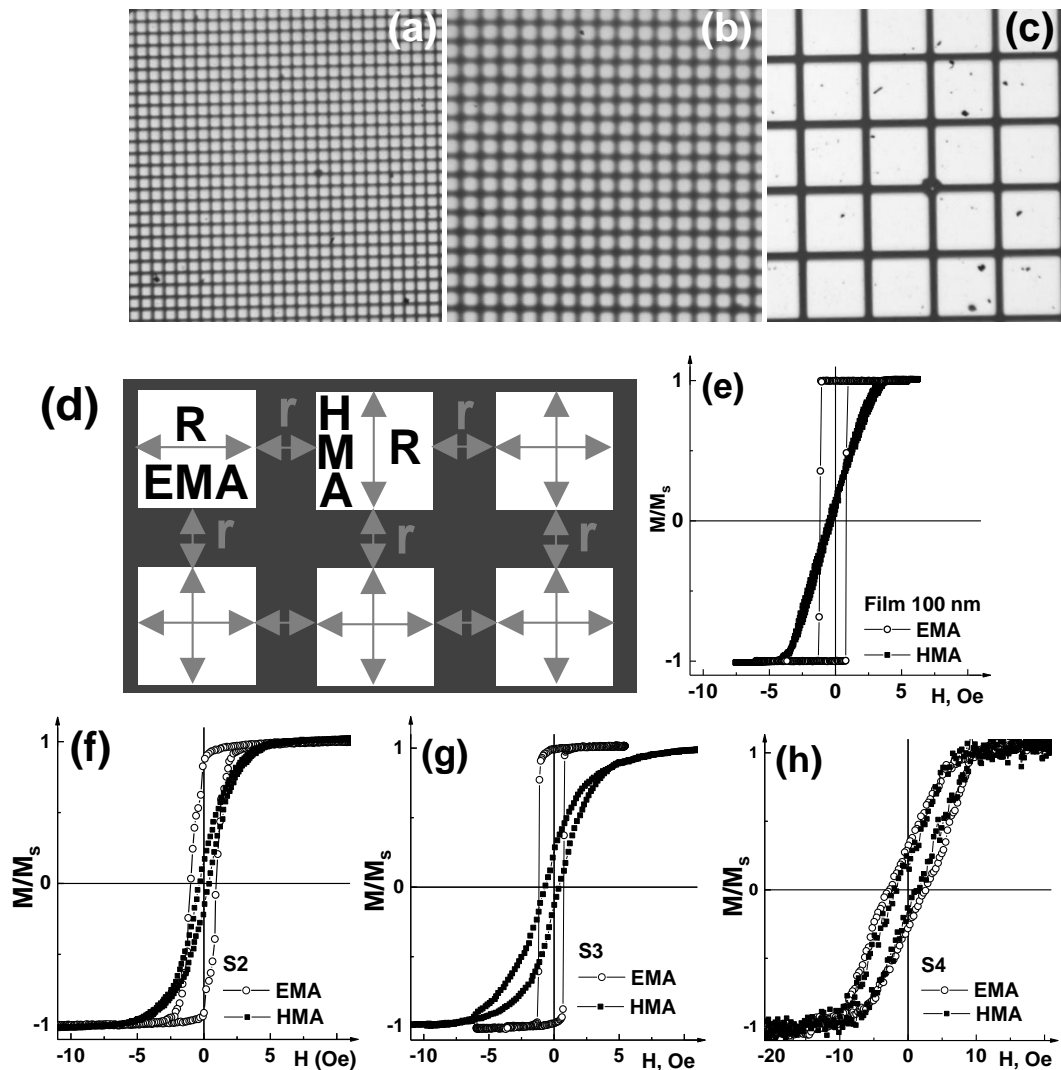 (a)
(b)
(c)
(d)
R
r
H
M
A
R
r
EMA
r
r
r
(e)
M/Ms
1
0
-1
Film 100 nm
EMA
HMA
-10 -5 0 5
H, Oe
(f)
M/Ms
1
0
-1
S2
EMA
HMA
-10 -5 0 5
H (Oe)
(g)
M/Ms
1
0
-1
S3
EMA
HMA
-10 -5 0 5
H, Oe
(h)
M/Ms
1
0
-1
S4
EMA
HMA
-20 -10 0 10
H, Oe